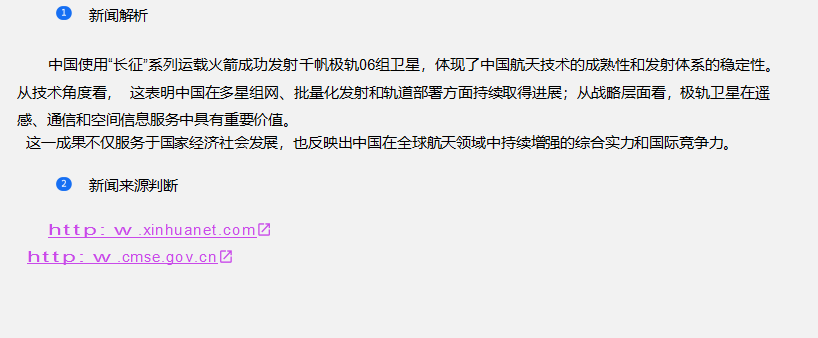 1 新闻解析
中国使用“长征”系列运载火箭成功发射千帆极轨06组卫星，体现了中国航天技术的成熟性和发射体系的稳定性。
从技术角度看， 这表明中国在多星组网、批量化发射和轨道部署方面持续取得进展；从战略层面看，极轨卫星在遥
感、通信和空间信息服务中具有重要价值。
这一成果不仅服务于国家经济社会发展，也反映出中国在全球航天领域中持续增强的综合实力和国际竞争力。
2 新闻来源判断
http: w .xinhuanet.com
http: w .cmse.gov.cn